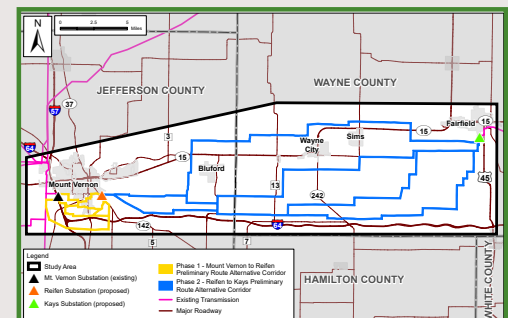 N
0 2.5 5
Miles
WAYNE COUNTY
JEFFERSON COUNTY
37
57
64
3
15
15
15
Fairfield
Wayne
City
Sims
Bluford
Mount Vernon
13
242
45
142
64
5
7
HAMILTON COUNTY
WHITE COUNTY
Legend
Study Area
Mt. Vernon Substation (existing)
Reifen Substation (proposed)
Kays Substation (proposed)
Phase 1 - Mount Vernon to Reifen
Preliminary Route Alternative Corridor
Phase 2 - Reifen to Kays Preliminary
Route Alternative Corridor
Existing Transmission
Major Roadway